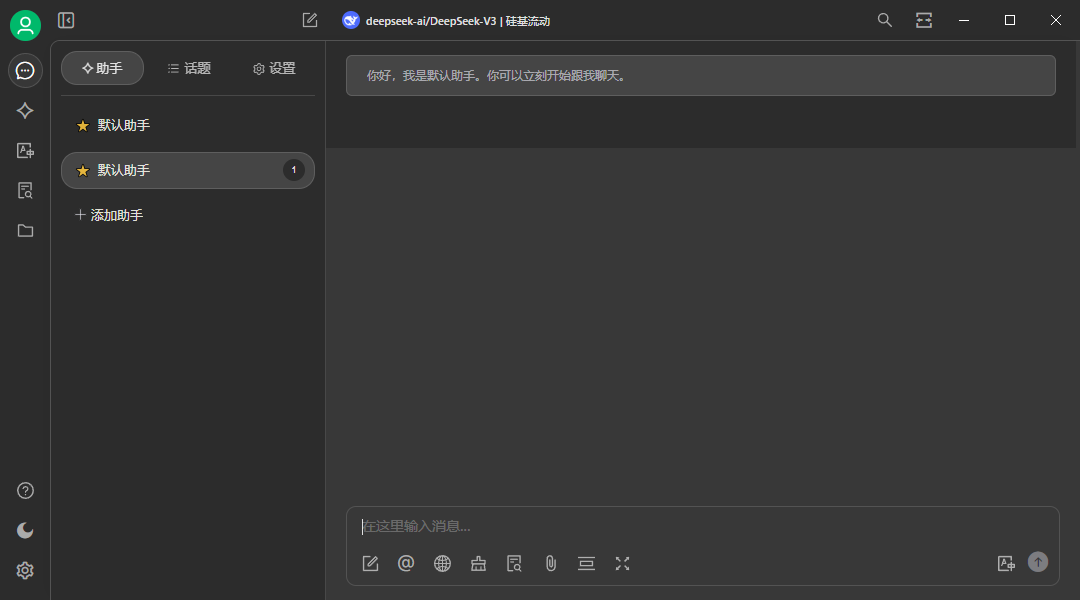 deepseek-ai/DeepSeek-V3 | 硅基流动
助手
话题
设置
默认助手
默认助手
1
添加助手
你好，我是默认助手。你可以立刻开始跟我聊天。
在这里输入消息...